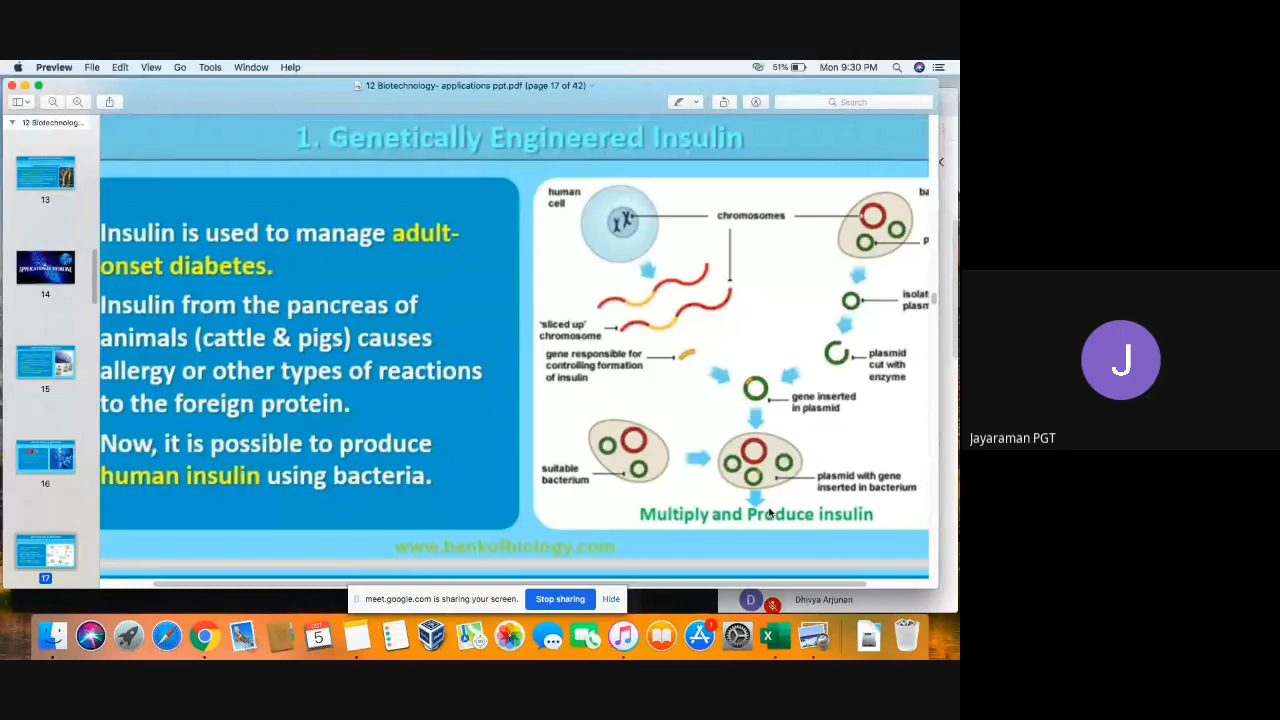 Preview File Edit View Go Tools Window Help
51% Mon 9:30 PM
12 Biotechnology- applications ppt.pdf (page 17 of 42)
Search
12 Biotechnolog...
13
14
15
16
17
1. Genetically Engineered Insulin
Insulin is used to manage adult-
onset diabetes.
Insulin from the pancreas of
animals (cattle & pigs) causes
allergy or other types of reactions
to the foreign protein.
Now, it is possible to produce
human insulin using bacteria.
human
cell
chromosomes
ba
p
'sliced up'
chromosome
isolat
plasm
gene responsible for
controlling formation
of insulin
plasmid
cut with
enzyme
gene inserted
in plasmid
suitable
bacterium
plasmid with gene
inserted in bacterium
Multiply and Produce insulin
www.bankofbiology.com
meet.google.com is sharing your screen. Stop sharing Hide
D Dhivya Arjunan
OCT
5
1
J
Jayaraman PGT